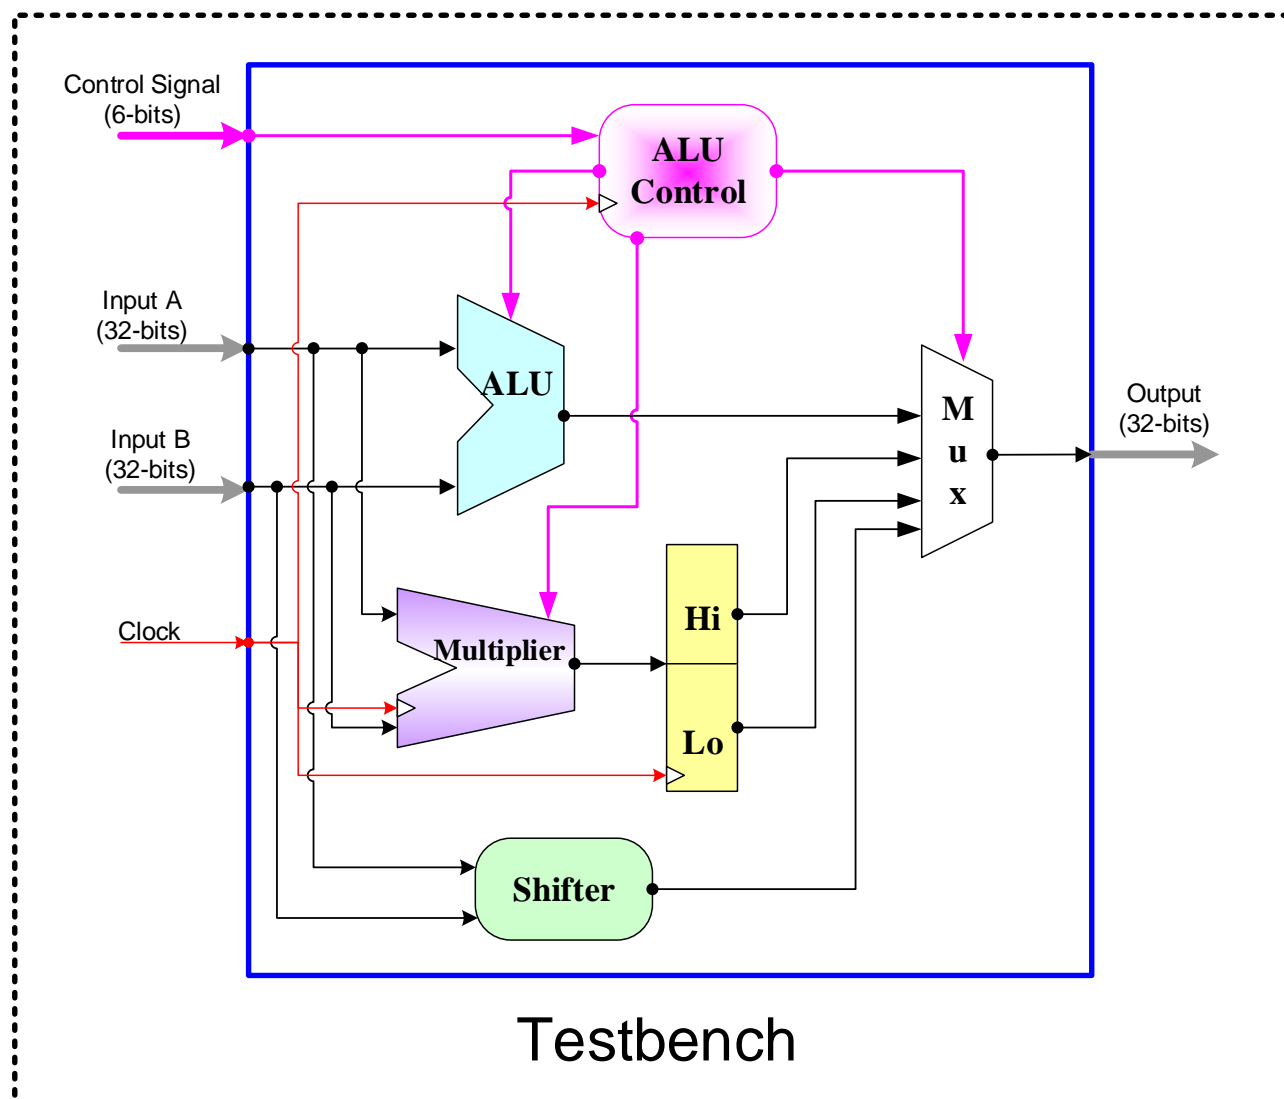 Control Signal
(6-bits)
ALU
Control
Input A
(32-bits)
ALU
Input B
(32-bits)
M
u
x
Output
(32-bits)
Clock
Multiplier
Hi
Lo
Shifter
Testbench